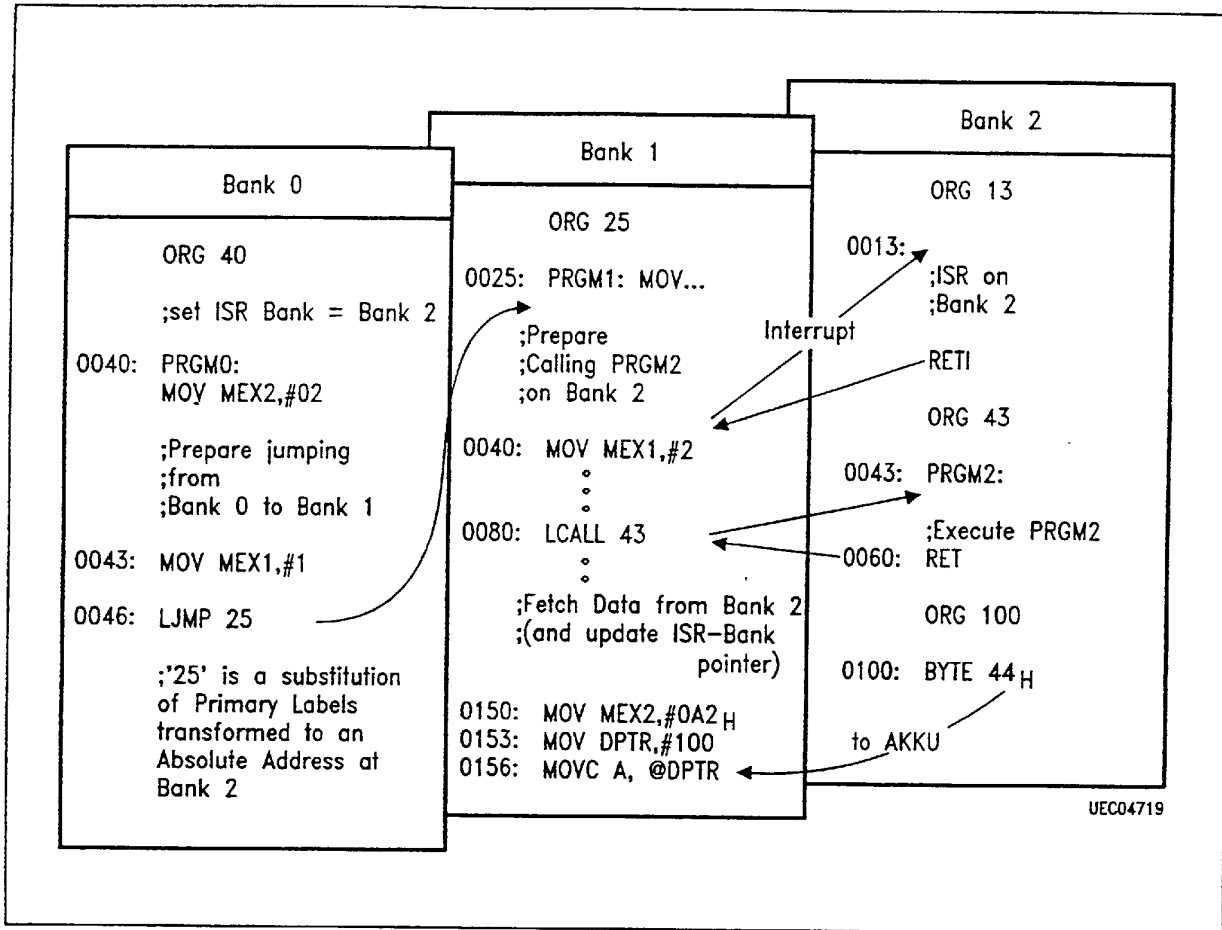 Bank 0
ORG 40
;set ISR Bank = Bank 2
0040: PRGM0:
MOV MEX2,#02
;Prepare jumping
;from
;Bank 0 to Bank 1
0043: MOV MEX1,#1
0046: LJMP 25
;'25' is a substitution
of Primary Labels
transformed to an
Absolute Address at
Bank 2
Bank 1
ORG 25
0025: PRGM1: MOV...
;Prepare
;Calling PRGM2
;on Bank 2
0040: MOV MEX1,#2
0080: LCALL 43
;Fetch Data from Bank 2
;(and update ISR-Bank
pointer)
0150: MOV MEX2,#0A2H
0153: MOV DPTR,#100
0156: MOVC A, @DPTR
Interrupt
Bank 2
ORG 13
0013:
;ISR on
;Bank 2
RETI
ORG 43
0043: PRGM2:
;Execute PRGM2
0060: RET
ORG 100
0100: BYTE 44H
to AKKU
UEC04719